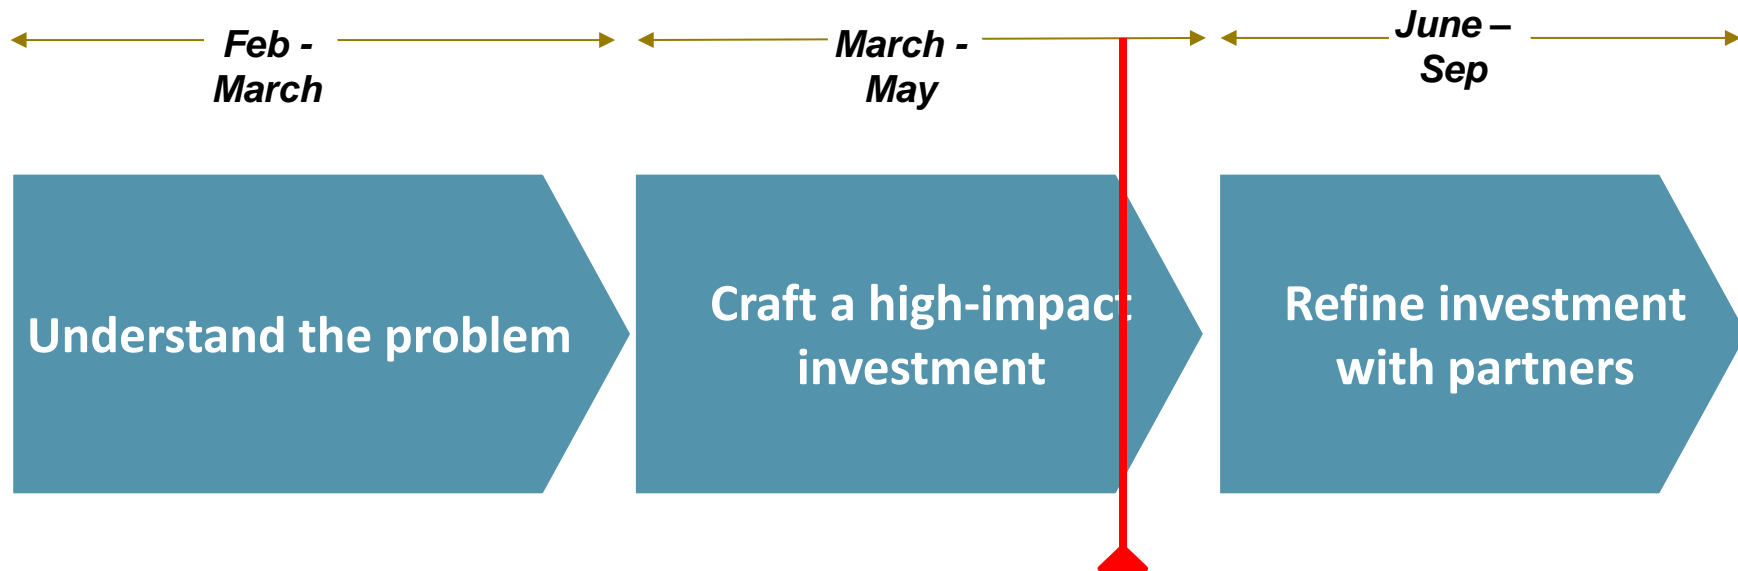 Feb -
March
March -
May
June –
Sep
Understand the problem
Craft a high-impact
investment
Refine investment
with partners